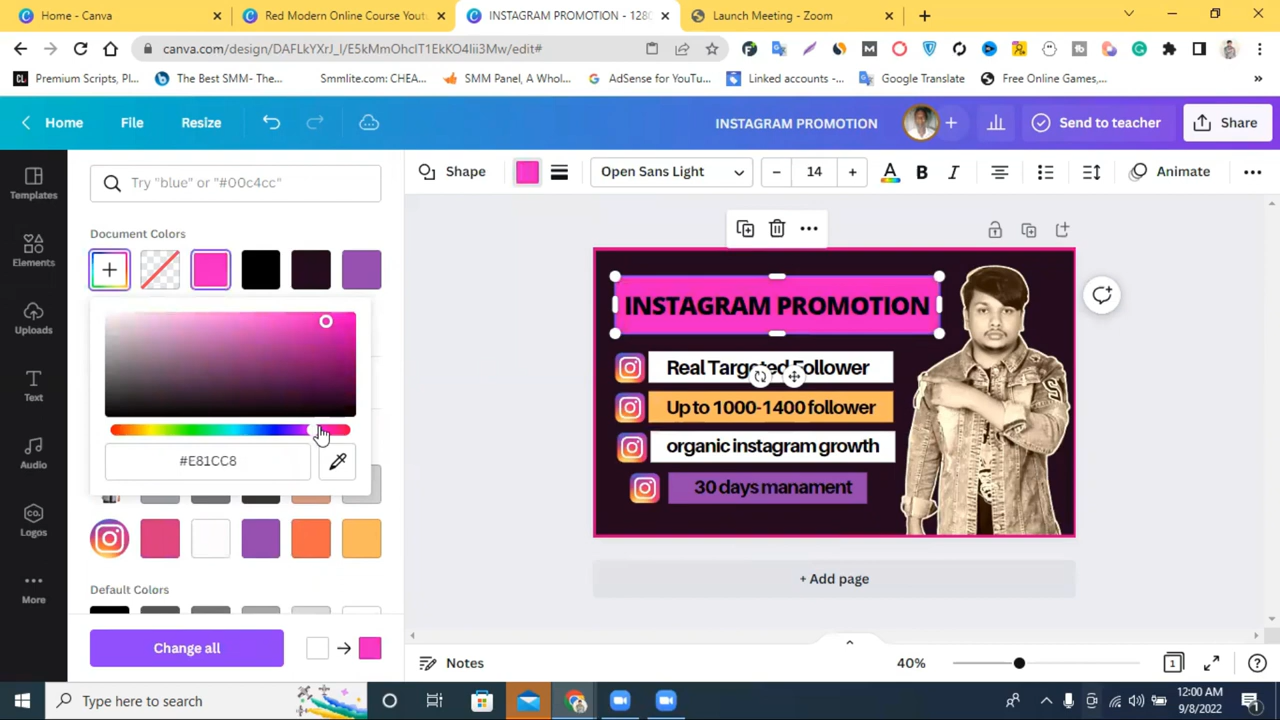 Home - Canva
Red Modern Online Course Yout
INSTAGRAM PROMOTION - 128
Launch Meeting - Zoom
canva.com/design/DAFLkYXrJ_I/E5kMmOhcIT1EkKO4Iii3Mw/edit#
Premium Scripts, Pl...
The Best SMM- The...
Smmlite.com: CHEA...
SMM Panel, A Whol...
AdSense for YouTu...
Linked accounts -...
Google Translate
Free Online Games,...
Home
File
Resize
INSTAGRAM PROMOTION
Send to teacher
Share
Templates
Elements
Uploads
Text
Audio
Logos
More
Try "blue" or "#00c4cc"
Document Colors
#E81CC8
Default Colors
Change all
Shape
Open Sans Light
14
Animate
INSTAGRAM PROMOTION
Real Targeted Follower
Up to 1000-1400 follower
organic instagram growth
30 days manament
+ Add page
Notes
40%
1
Type here to search
12:00 AM
9/8/2022